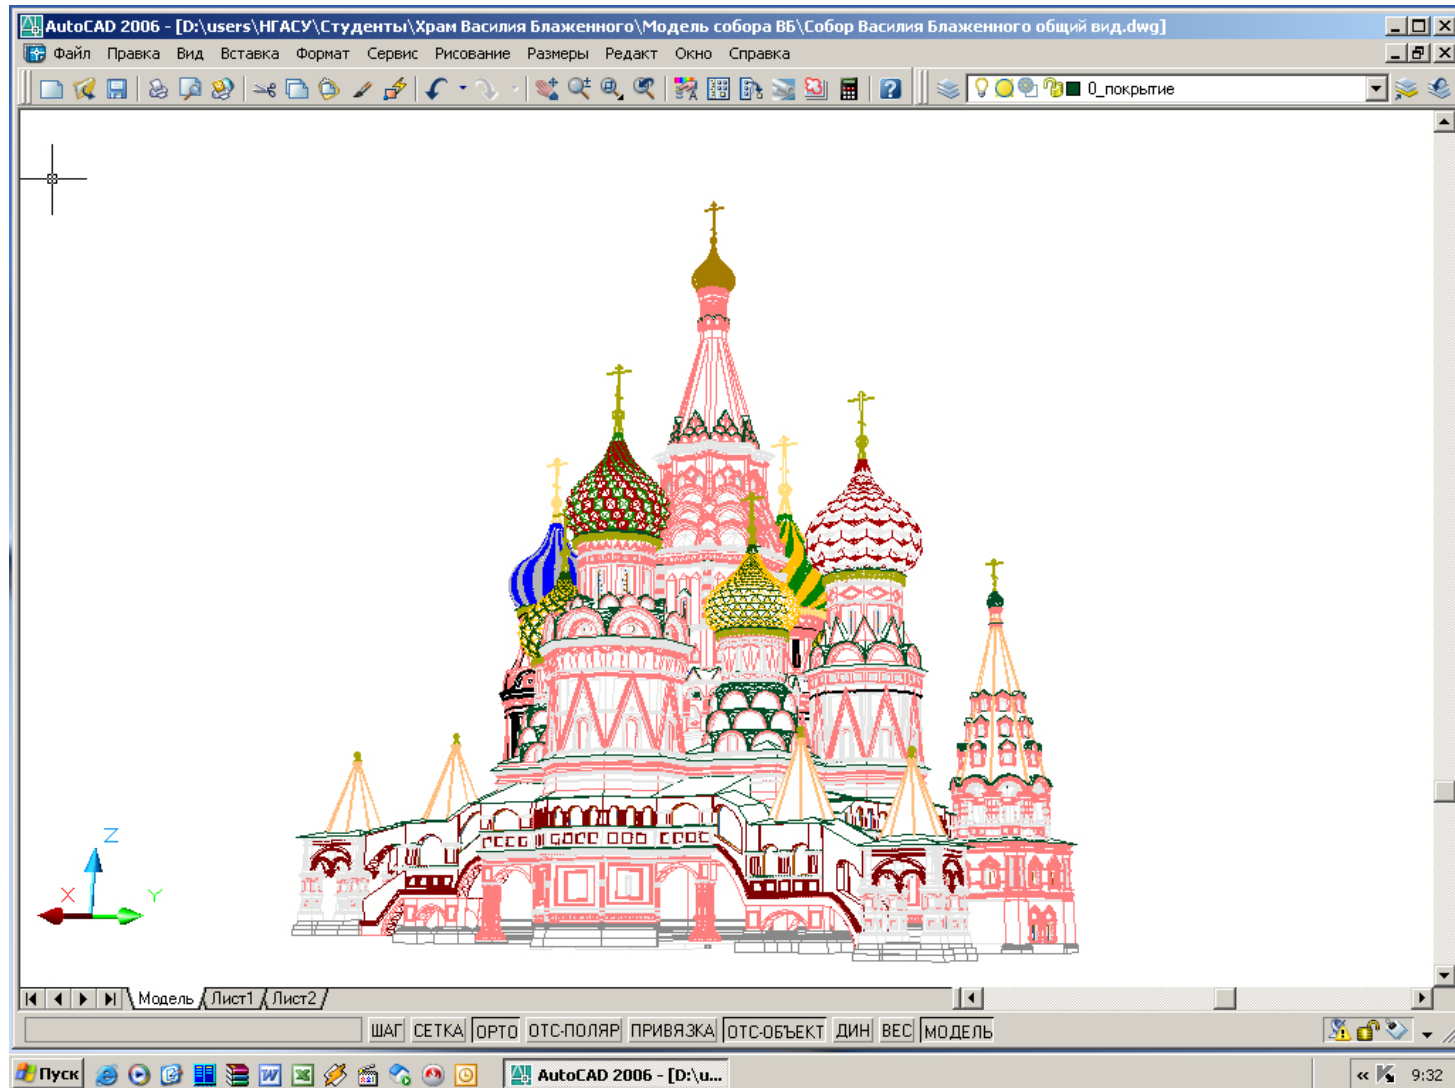 AutoCAD 2006 - [D:\users\НГАСУ\Студенты\Храм Василия Блаженного\Модель собора ВБ\Собор Василия Блаженного общий вид.dwg]
Файл Правка Вид Вставка Формат Сервис Рисование Размеры Редакт Окно Справка
0_покрытие
Z
X Y
Модель Лист1 Лист2
ШАГ СЕТКА ОРТО ОТС-ПОЛЯР ПРИВЯЗКА ОТС-ОБЪЕКТ ДИН ВЕС МОДЕЛЬ
Пуск AutoCAD 2006 - [D:\u... « 9:32